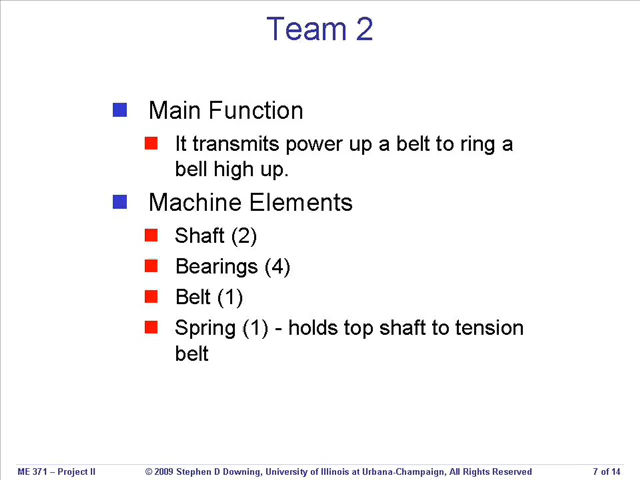 Team 2
Main Function
It transmits power up a belt to ring a
bell high up.
Machine Elements
Shaft (2)
Bearings (4)
Belt (1)
Spring (1) - holds top shaft to tension
belt
ME 371 – Project II © 2009 Stephen D Downing, University of Illinois at Urbana-Champaign, All Rights Reserved 7 of 14